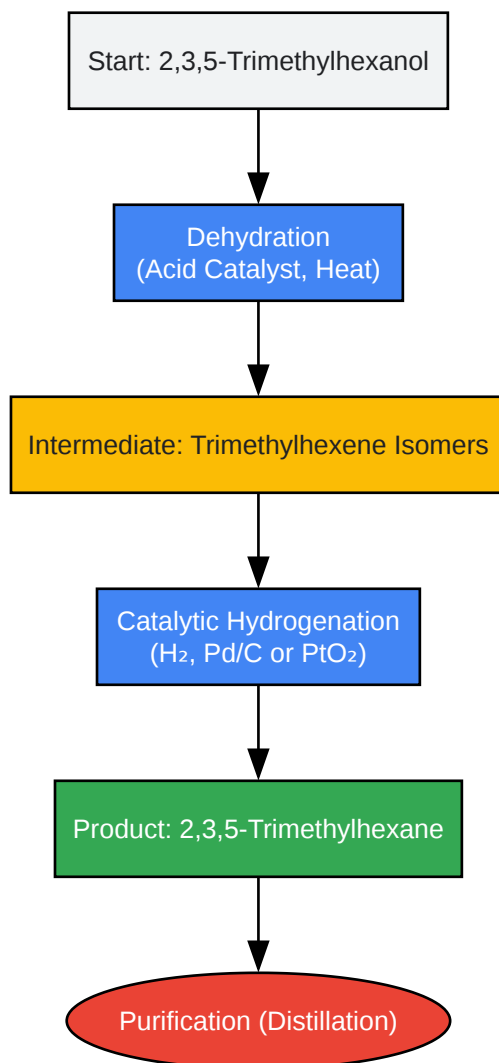 Start: 2,3,5-Trimethylhexanol
Dehydration
(Acid Catalyst, Heat)
Intermediate: Trimethylhexene Isomers
Catalytic Hydrogenation
(H₂, Pd/C or PtO₂)
Product: 2,3,5-Trimethylhexane
Purification (Distillation)